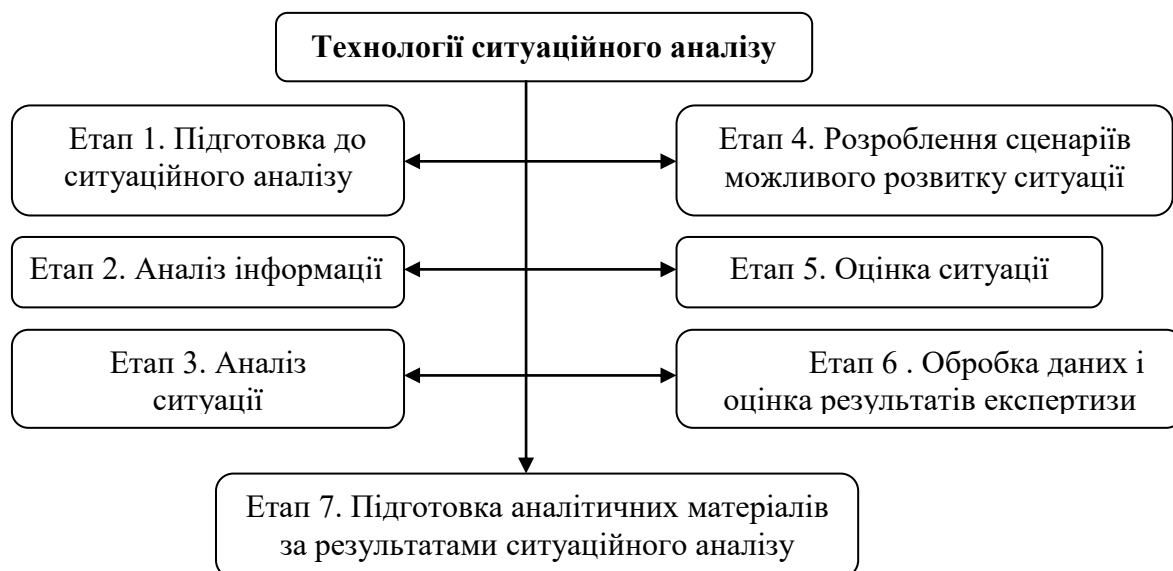 Технології ситуаційного аналізу
Етап 1. Підготовка до
ситуаційного аналізу
Етап 2. Аналіз інформації
Етап 3. Аналіз
ситуації
Етап 4. Розроблення сценаріїв
можливого розвитку ситуації
Етап 5. Оцінка ситуації
Етап 6 . Обробка даних і
оцінка результатів експертизи
Етап 7. Підготовка аналітичних матеріалів
за результатами ситуаційного аналізу